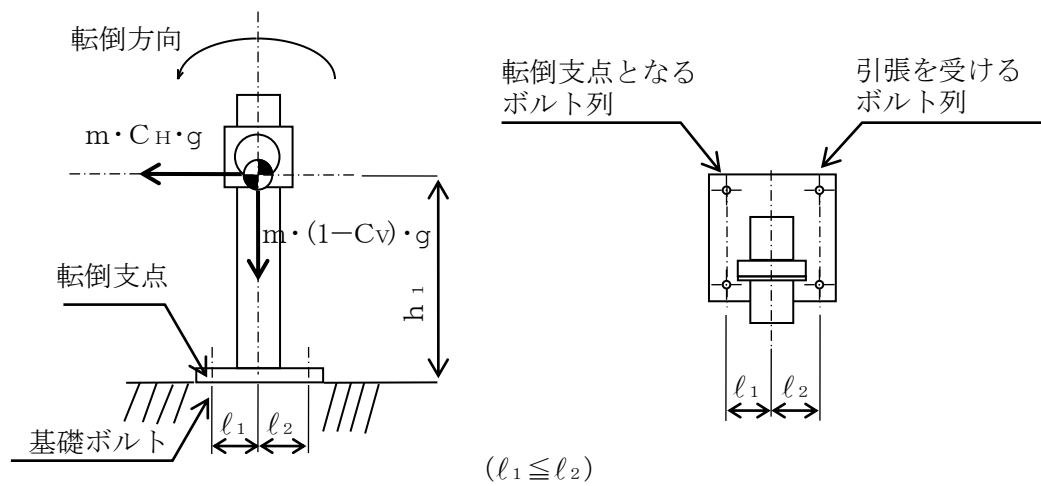 転倒方向
m・CH・g
m・(1-CV)・g
転倒支点
h1
ℓ1
ℓ2
基礎ボルト
(ℓ1≦ℓ2)
転倒支点となる
ボルト列
引張を受ける
ボルト列
ℓ1
ℓ2